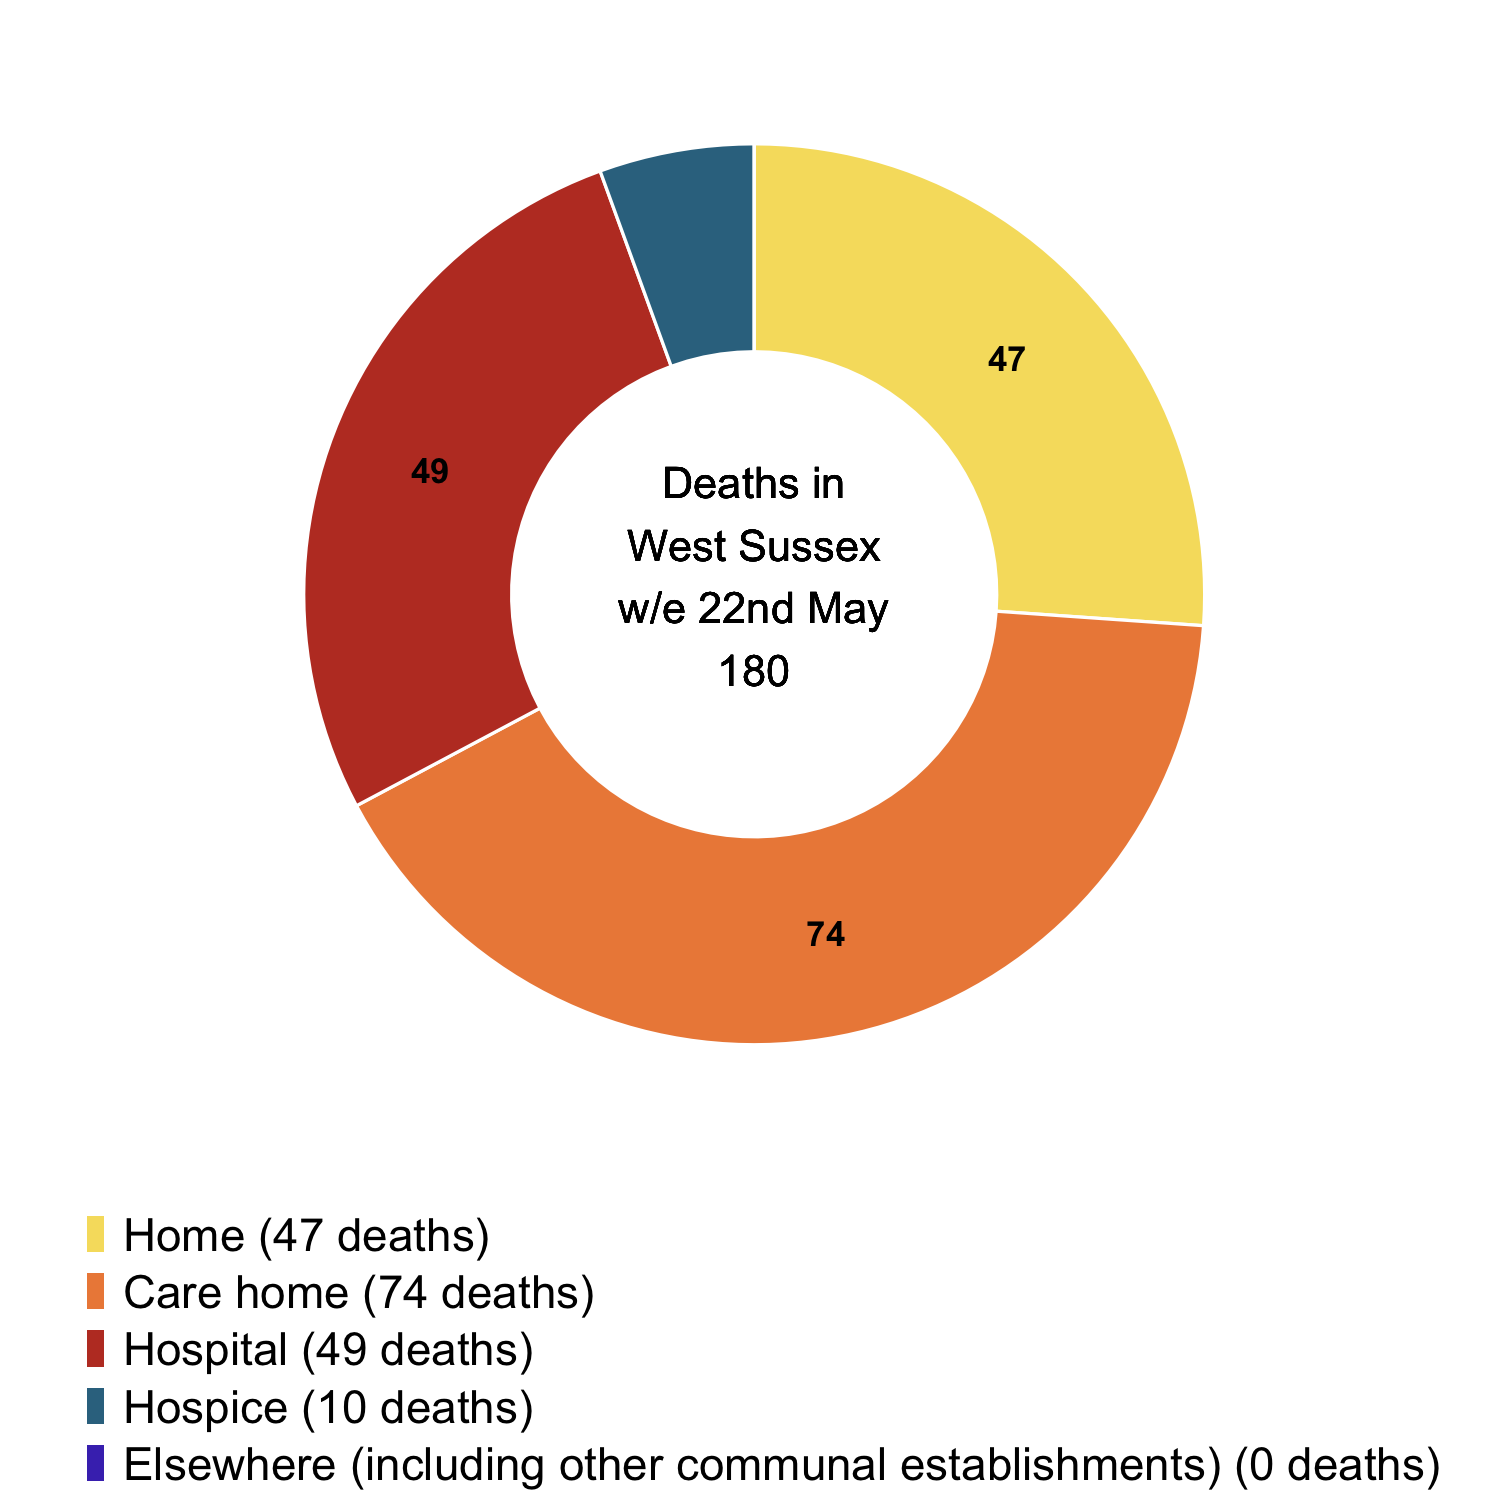 47
49
Deaths in
West Sussex
w/e 22nd May
180
74
Home (47 deaths)
Care home (74 deaths)
Hospital (49 deaths)
Hospice (10 deaths)
Elsewhere (including other communal establishments) (0 deaths)